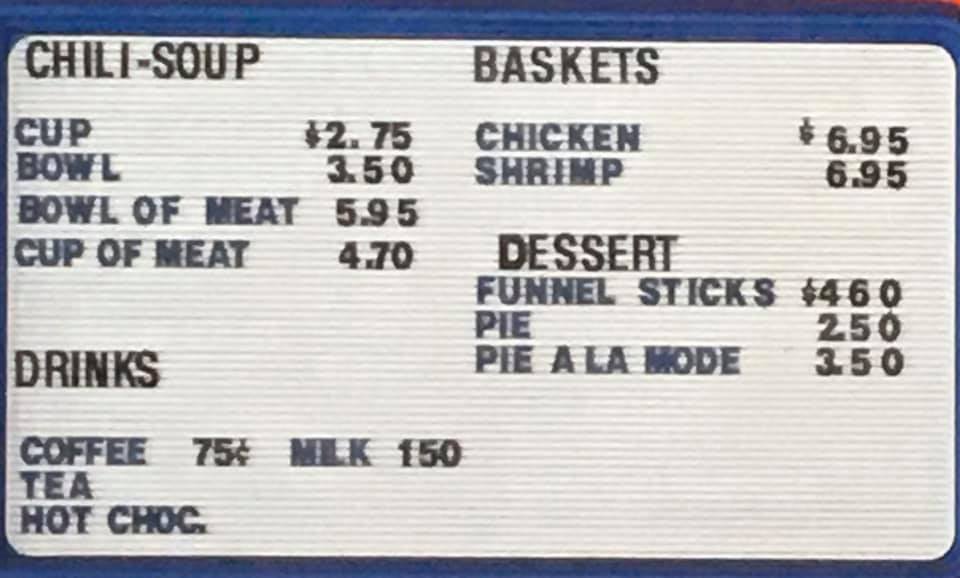 CHILI-SOUP
CUP $2.75
BOWL 3.50
BOWL OF MEAT 5.95
CUP OF MEAT 4.70
DRINKS
COFFEE 75¢ MILK 150
TEA
HOT CHOC.
BASKETS
CHICKEN $6.95
SHRIMP 6.95
DESSERT
FUNNEL STICKS $460
PIE 2.50
PIE A LA MODE 3.50